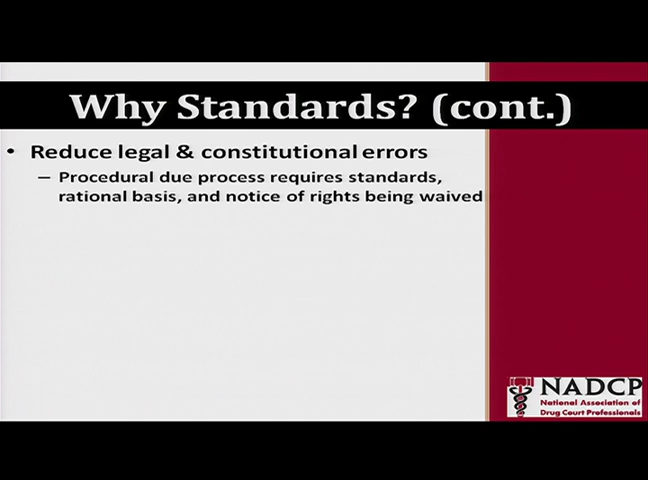 Why Standards? (cont.)
• Reduce legal & constitutional errors
– Procedural due process requires standards,
rational basis, and notice of rights being waived
NADCP
National Association of
Drug Court Professionals